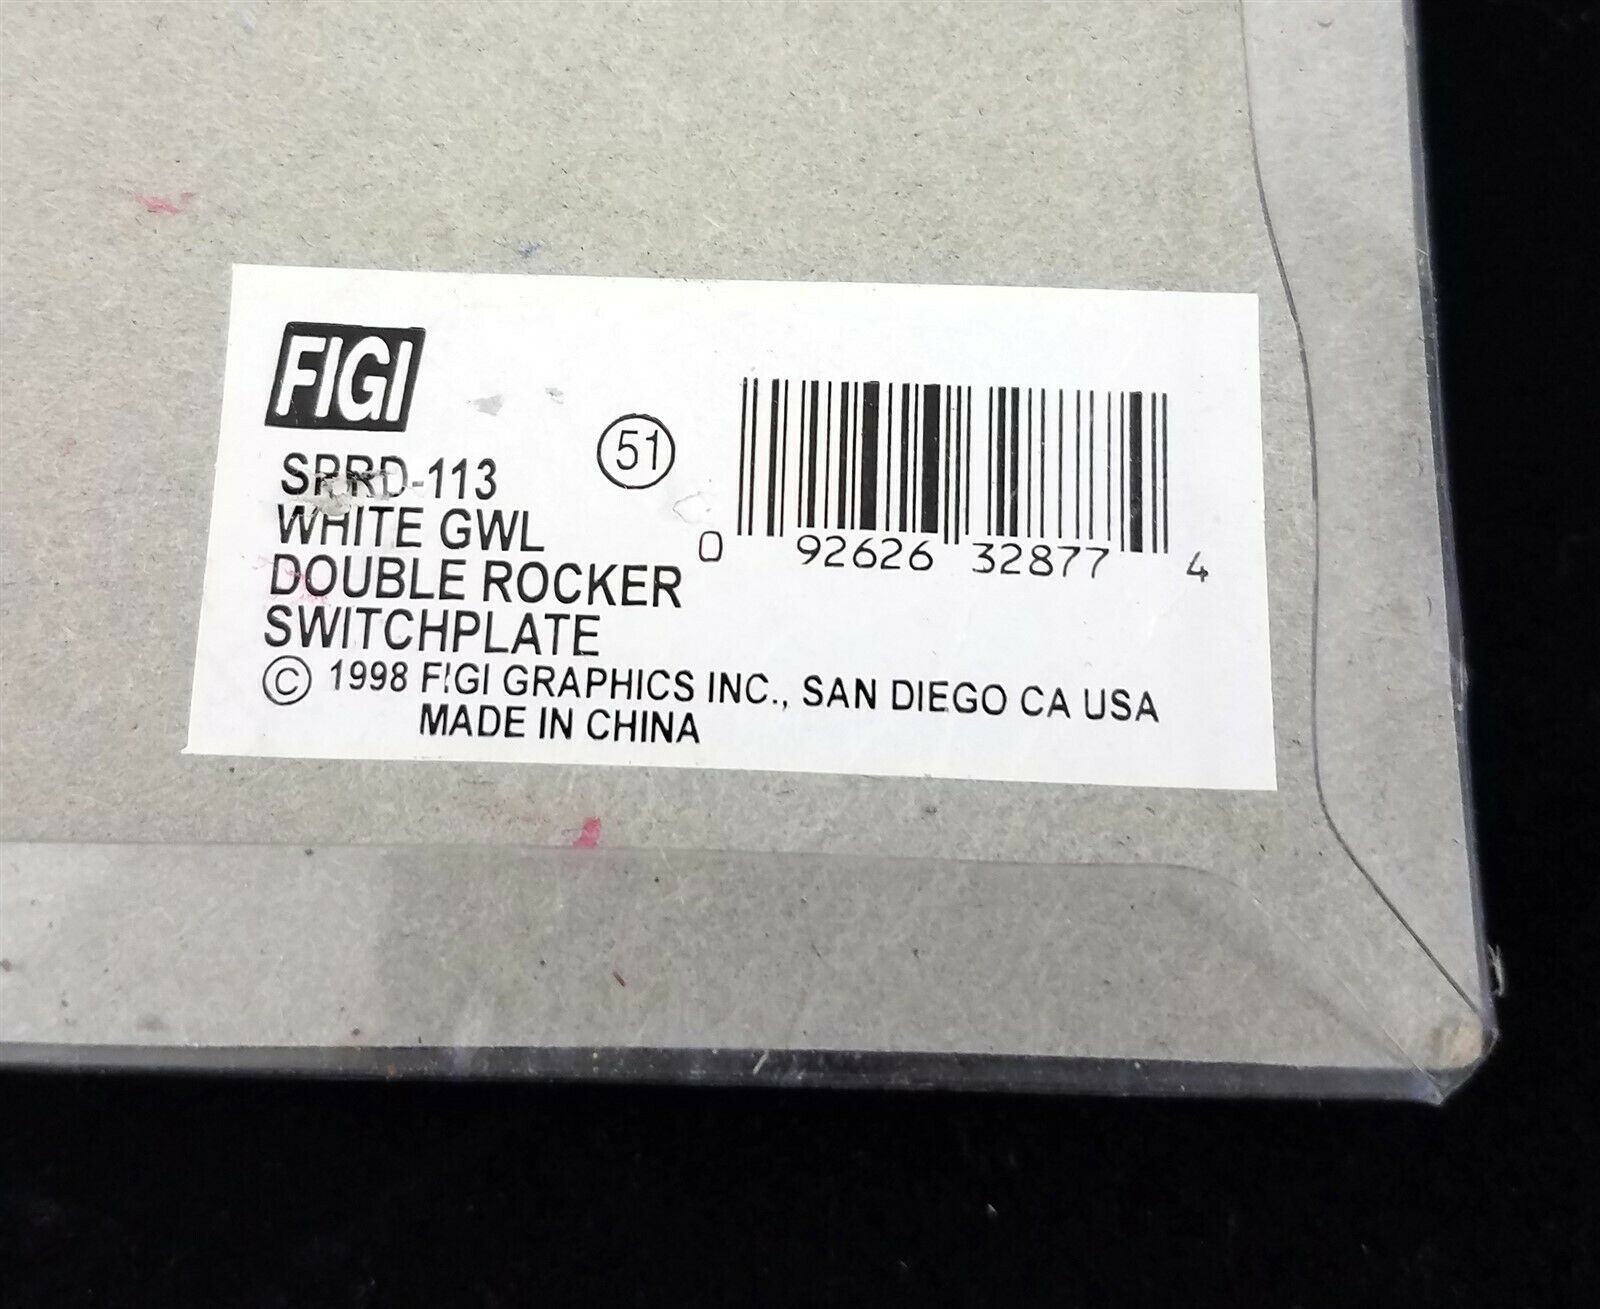 FIGI
51
SPRD-113
WHITE GWL
DOUBLE ROCKER
SWITCHPLATE
© 1998 FIGI GRAPHICS INC., SAN DIEGO CA USA
MADE IN CHINA
0 92626 32877 4